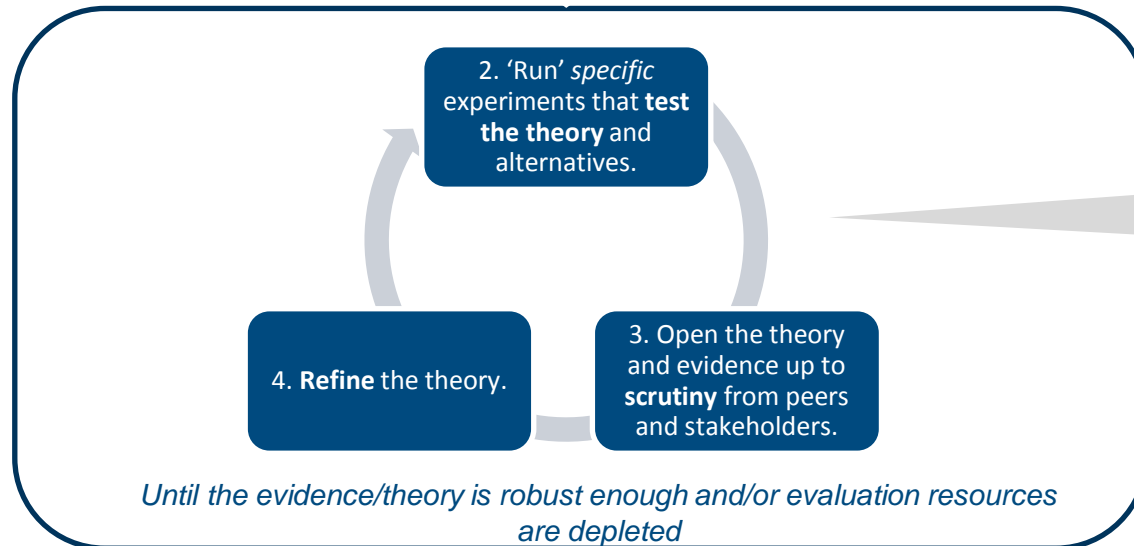 2. ‘Run’ specific
experiments that test
the theory and
alternatives.
3. Open the theory
and evidence up to
scrutiny from peers
and stakeholders.
4. Refine the theory.
Until the evidence/theory is robust enough and/or evaluation resources
are depleted